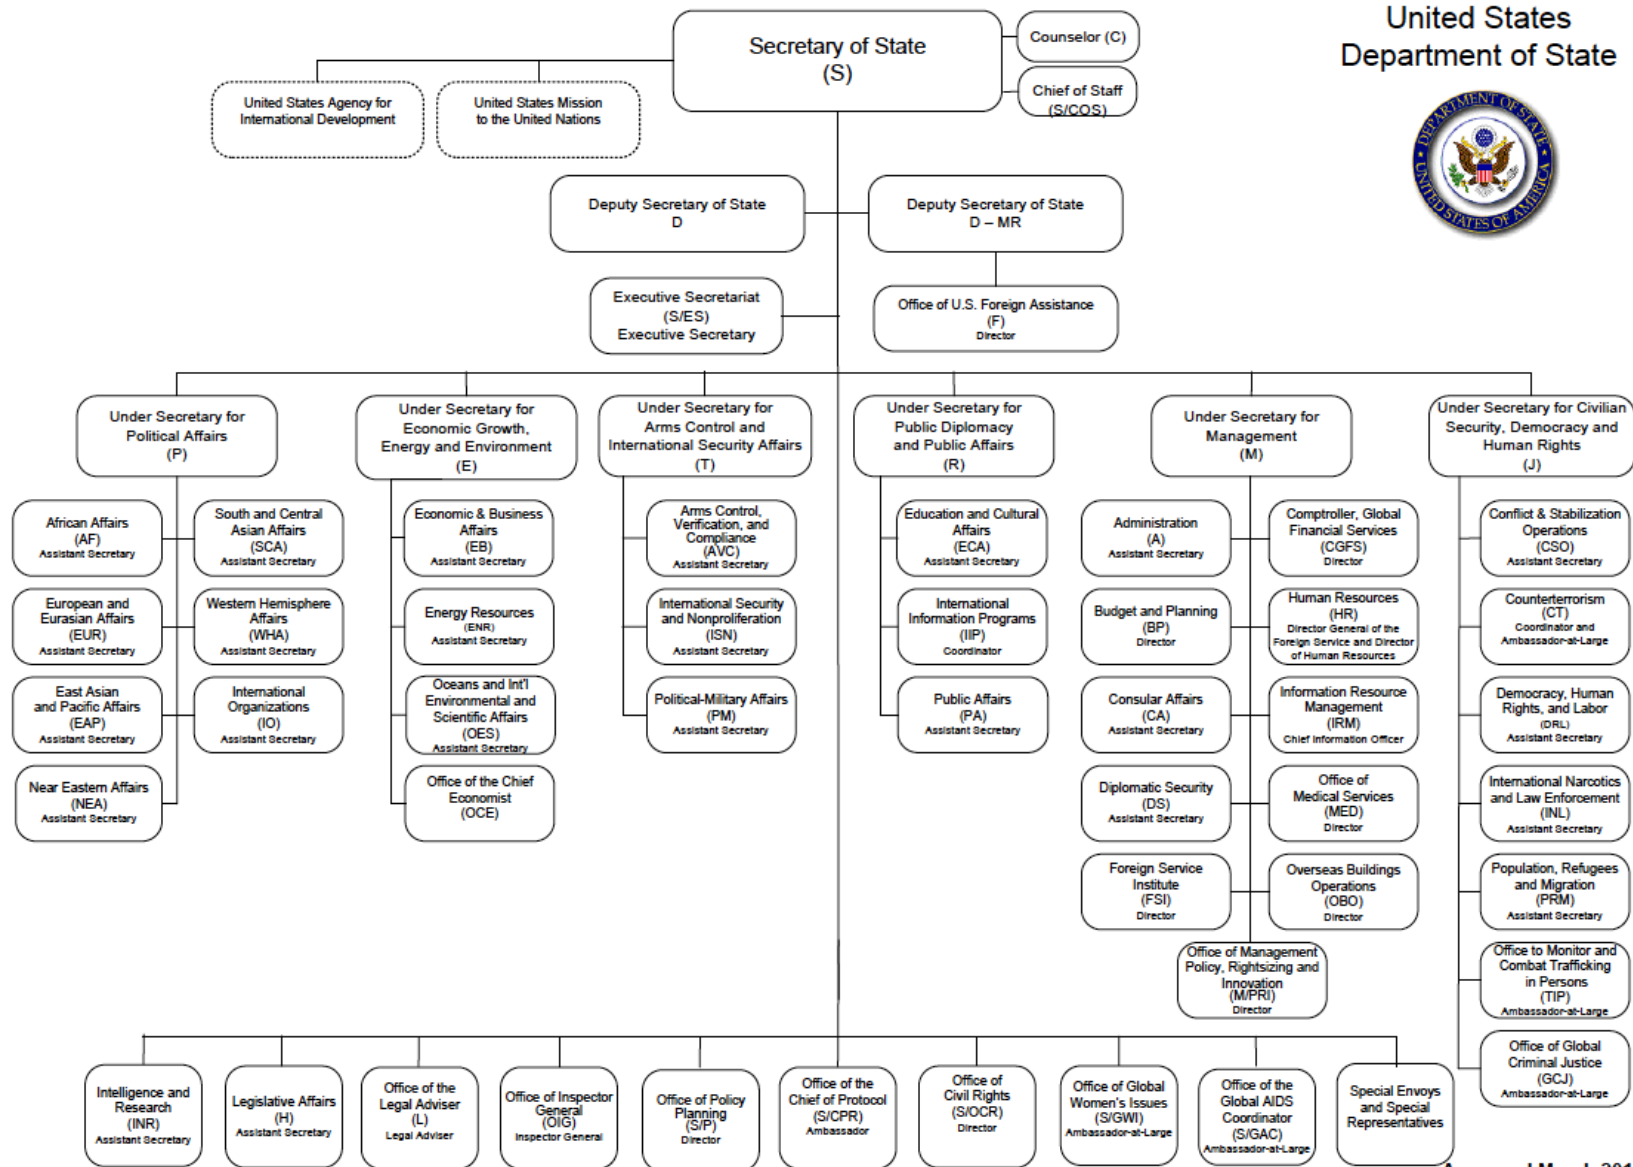 United States
Department of State
DEPARTMENT OF STATE
UNITED STATES OF AMERICA
Secretary of State
(S)
Counselor (C)
Chief of Staff
(S/COS)
United States Agency for
International Development
United States Mission
to the United Nations
Deputy Secretary of State
D
Deputy Secretary of State
D – MR
Executive Secretariat
(S/ES)
Executive Secretary
Office of U.S. Foreign Assistance
(F)
Director
Under Secretary for
Political Affairs
(P)
Under Secretary for
Economic Growth,
Energy and Environment
(E)
Under Secretary for
Arms Control and
International Security Affairs
(T)
Under Secretary for
Public Diplomacy
and Public Affairs
(R)
Under Secretary for
Management
(M)
Under Secretary for Civilian
Security, Democracy and
Human Rights
(J)
African Affairs
(AF)
Assistant Secretary
South and Central
Asian Affairs
(SCA)
Assistant Secretary
European and
Eurasian Affairs
(EUR)
Assistant Secretary
Western Hemisphere
Affairs
(WHA)
Assistant Secretary
East Asian
and Pacific Affairs
(EAP)
Assistant Secretary
International
Organizations
(IO)
Assistant Secretary
Near Eastern Affairs
(NEA)
Assistant Secretary
Economic & Business
Affairs
(EB)
Assistant Secretary
Energy Resources
(ENR)
Assistant Secretary
Oceans and Int'l
Environmental and
Scientific Affairs
(OES)
Assistant Secretary
Office of the Chief
Economist
(OCE)
Arms Control,
Verification, and
Compliance
(AVC)
Assistant Secretary
International Security
and Nonproliferation
(ISN)
Assistant Secretary
Political-Military Affairs
(PM)
Assistant Secretary
Education and Cultural
Affairs
(ECA)
Assistant Secretary
International
Information Programs
(IIP)
Coordinator
Public Affairs
(PA)
Assistant Secretary
Administration
(A)
Assistant Secretary
Comptroller, Global
Financial Services
(CGFS)
Director
Budget and Planning
(BP)
Director
Human Resources
(HR)
Director General of the
Foreign Service and Director
of Human Resources
Consular Affairs
(CA)
Assistant Secretary
Information Resource
Management
(IRM)
Chief Information Officer
Diplomatic Security
(DS)
Assistant Secretary
Office of
Medical Services
(MED)
Director
Foreign Service
Institute
(FSI)
Director
Overseas Buildings
Operations
(OBO)
Director
Office of Management
Policy, Rightsizing and
Innovation
(M/PRI)
Director
Conflict & Stabilization
Operations
(CSO)
Assistant Secretary
Counterterrorism
(CT)
Coordinator and
Ambassador-at-Large
Democracy, Human
Rights, and Labor
(DRL)
Assistant Secretary
International Narcotics
and Law Enforcement
(INL)
Assistant Secretary
Population, Refugees
and Migration
(PRM)
Assistant Secretary
Office to Monitor and
Combat Trafficking
in Persons
(TIP)
Ambassador-at-Large
Office of Global
Criminal Justice
(GCJ)
Ambassador-at-Large
Intelligence and
Research
(INR)
Assistant Secretary
Legislative Affairs
(H)
Assistant Secretary
Office of the
Legal Adviser
(L)
Legal Adviser
Office of Inspector
General
(OIG)
Inspector General
Office of Policy
Planning
(S/P)
Director
Office of the
Chief of Protocol
(S/CPR)
Ambassador
Office of
Civil Rights
(S/OCR)
Director
Office of Global
Women's Issues
(S/GWI)
Ambassador-at-Large
Office of the
Global AIDS
Coordinator
(S/GAC)
Ambassador-at-Large
Special Envoys
and Special
Representatives